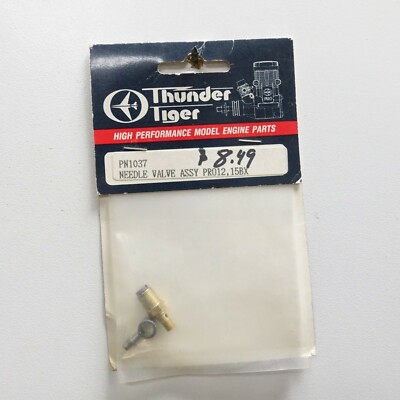 Thunder
Tiger
HIGH PERFORMANCE MODEL ENGINE PARTS
$8.49
PN1037
NEEDLE VALVE ASSY PRO12,15BX